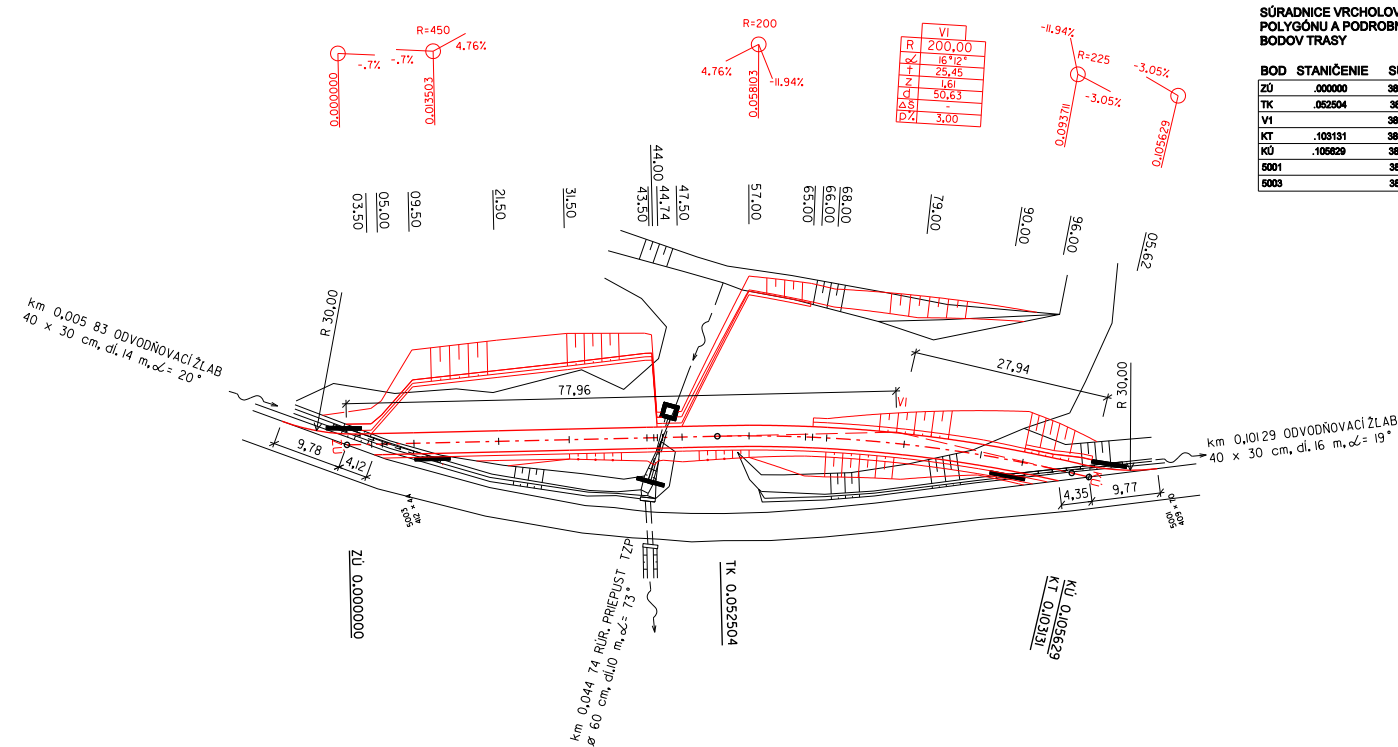 R=450
4.76%
-.7%
-.7%
0.000000
0.013503
R=200
4.76%
-11.94%
0.058103
V1
R 200,00
α 16°12'
t 25,45
z 1,61
d 50,63
ΔŠ -
p% 3,00
-11.94%
R=225
-3.05%
-3.05%
0.093711
0.105629
SÚRADNICE VRCHOLOV
POLYGÓNU A PODROBN
BODOV TRASY
BOD STANIČENIE
ZÚ .000000
TK .052504
V1
KT .103131
KÚ .105629
5001
5003
03.50
05.00
09.50
21.50
31.50
43.50
44.00
44.74
47.50
57.00
65.00
66.00
68.00
79.00
90.00
96.00
05.62
km 0,005 83 ODVODŇOVACÍ ŽLAB
40 x 30 cm, dĺ. 14 m, α= 20°
R 30,00
77,96
V1
27,94
R 30,00
km 0,10129 ODVODŇOVACÍ ŽLAB
40 x 30 cm, dĺ. 16 m, α= 19°
9,78
4,12
4,35
9,77
5003
5001
ZÚ 0.000000
km 0.044 74 RÚR. PRIEPUST TZP
ø 60 cm, dĺ.10 m, α= 73°
TK 0.052504
KT 0.103131
KÚ 0.105629